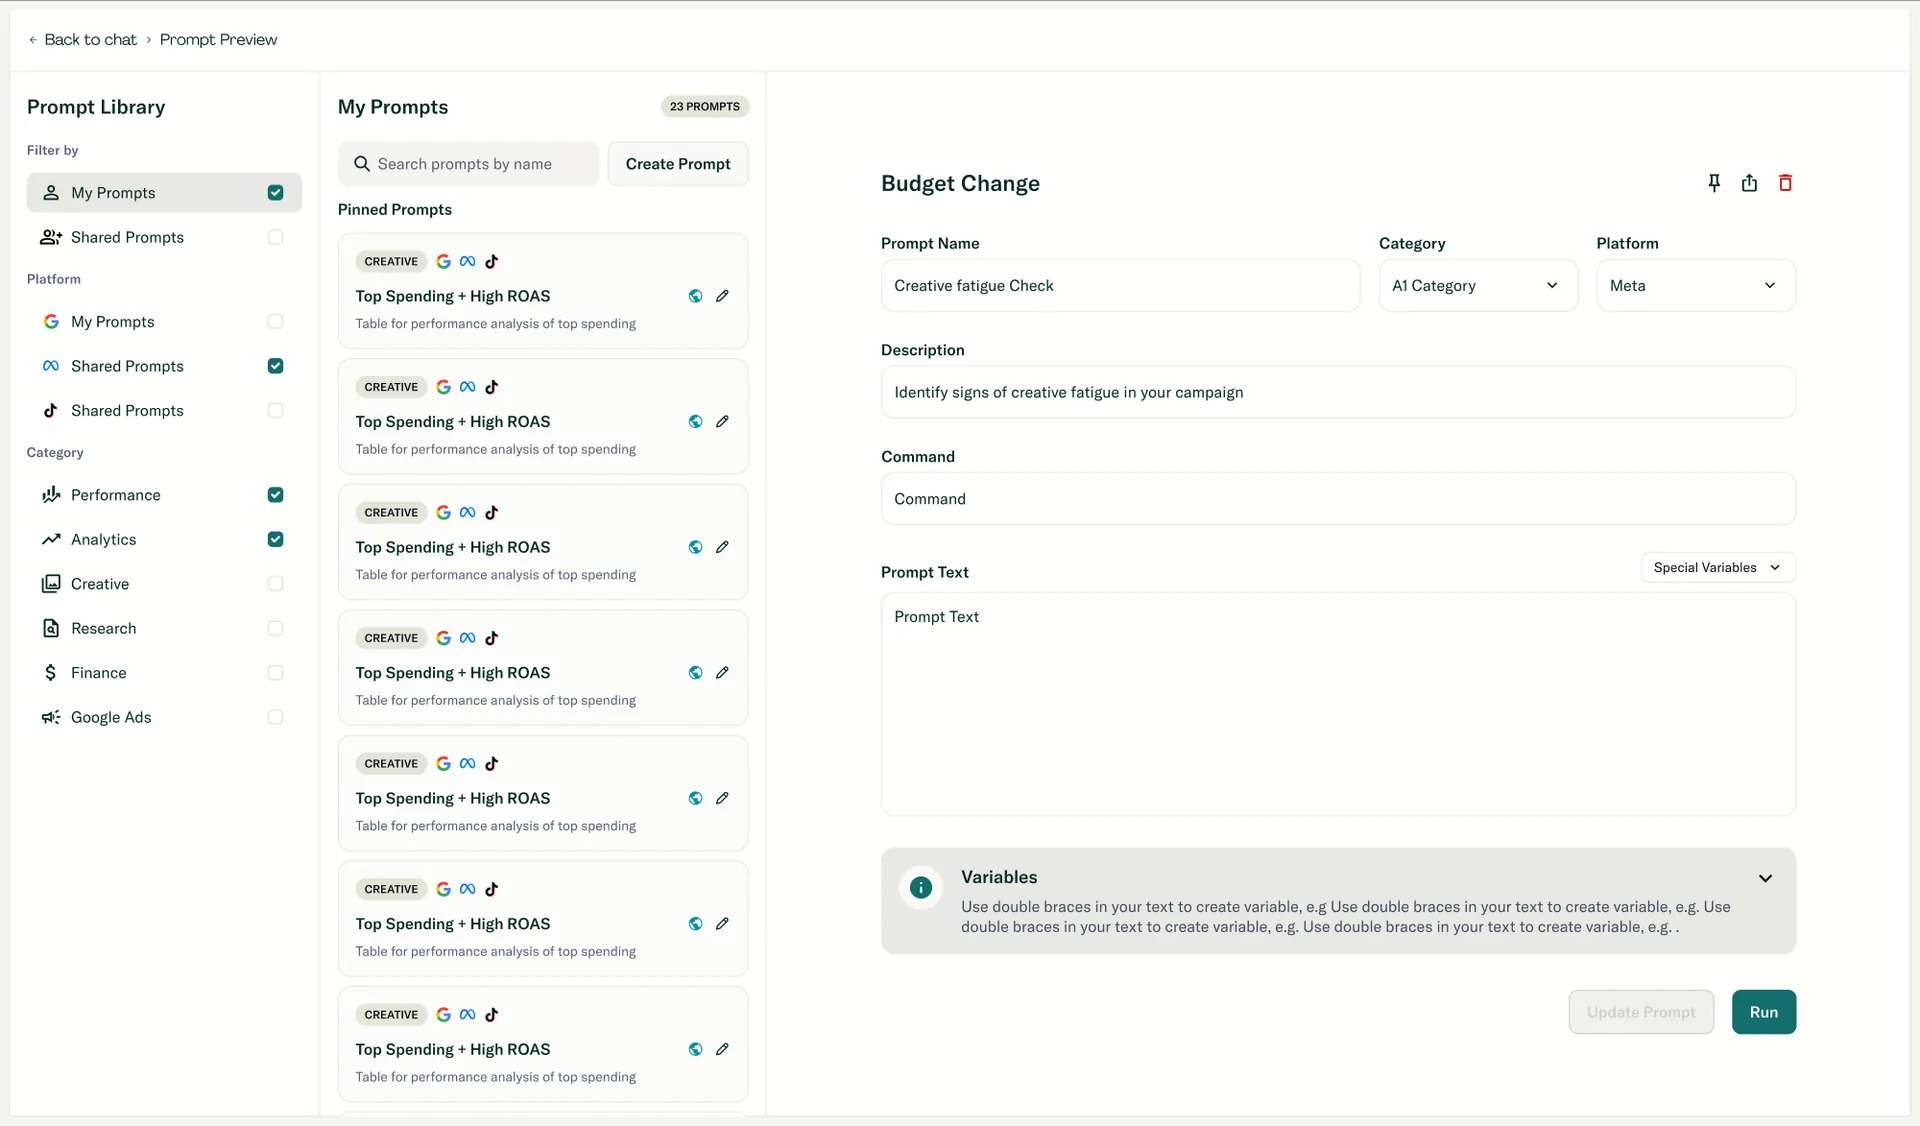 Back to chat › Prompt Preview
Prompt Library
Filter by
My Prompts
Shared Prompts
Platform
My Prompts
Shared Prompts
Shared Prompts
Category
Performance
Analytics
Creative
Research
Finance
Google Ads
My Prompts
23 PROMPTS
Search prompts by name
Create Prompt
Pinned Prompts
CREATIVE
Top Spending + High ROAS
Table for performance analysis of top spending
CREATIVE
Top Spending + High ROAS
Table for performance analysis of top spending
CREATIVE
Top Spending + High ROAS
Table for performance analysis of top spending
CREATIVE
Top Spending + High ROAS
Table for performance analysis of top spending
CREATIVE
Top Spending + High ROAS
Table for performance analysis of top spending
CREATIVE
Top Spending + High ROAS
Table for performance analysis of top spending
CREATIVE
Top Spending + High ROAS
Table for performance analysis of top spending
Budget Change
Prompt Name
Creative fatigue Check
Category
A1 Category
Platform
Meta
Description
Identify signs of creative fatigue in your campaign
Command
Command
Prompt Text
Special Variables
Prompt Text
Variables
Use double braces in your text to create variable, e.g Use double braces in your text to create variable, e.g. Use
double braces in your text to create variable, e.g. Use double braces in your text to create variable, e.g. .
Update Prompt
Run